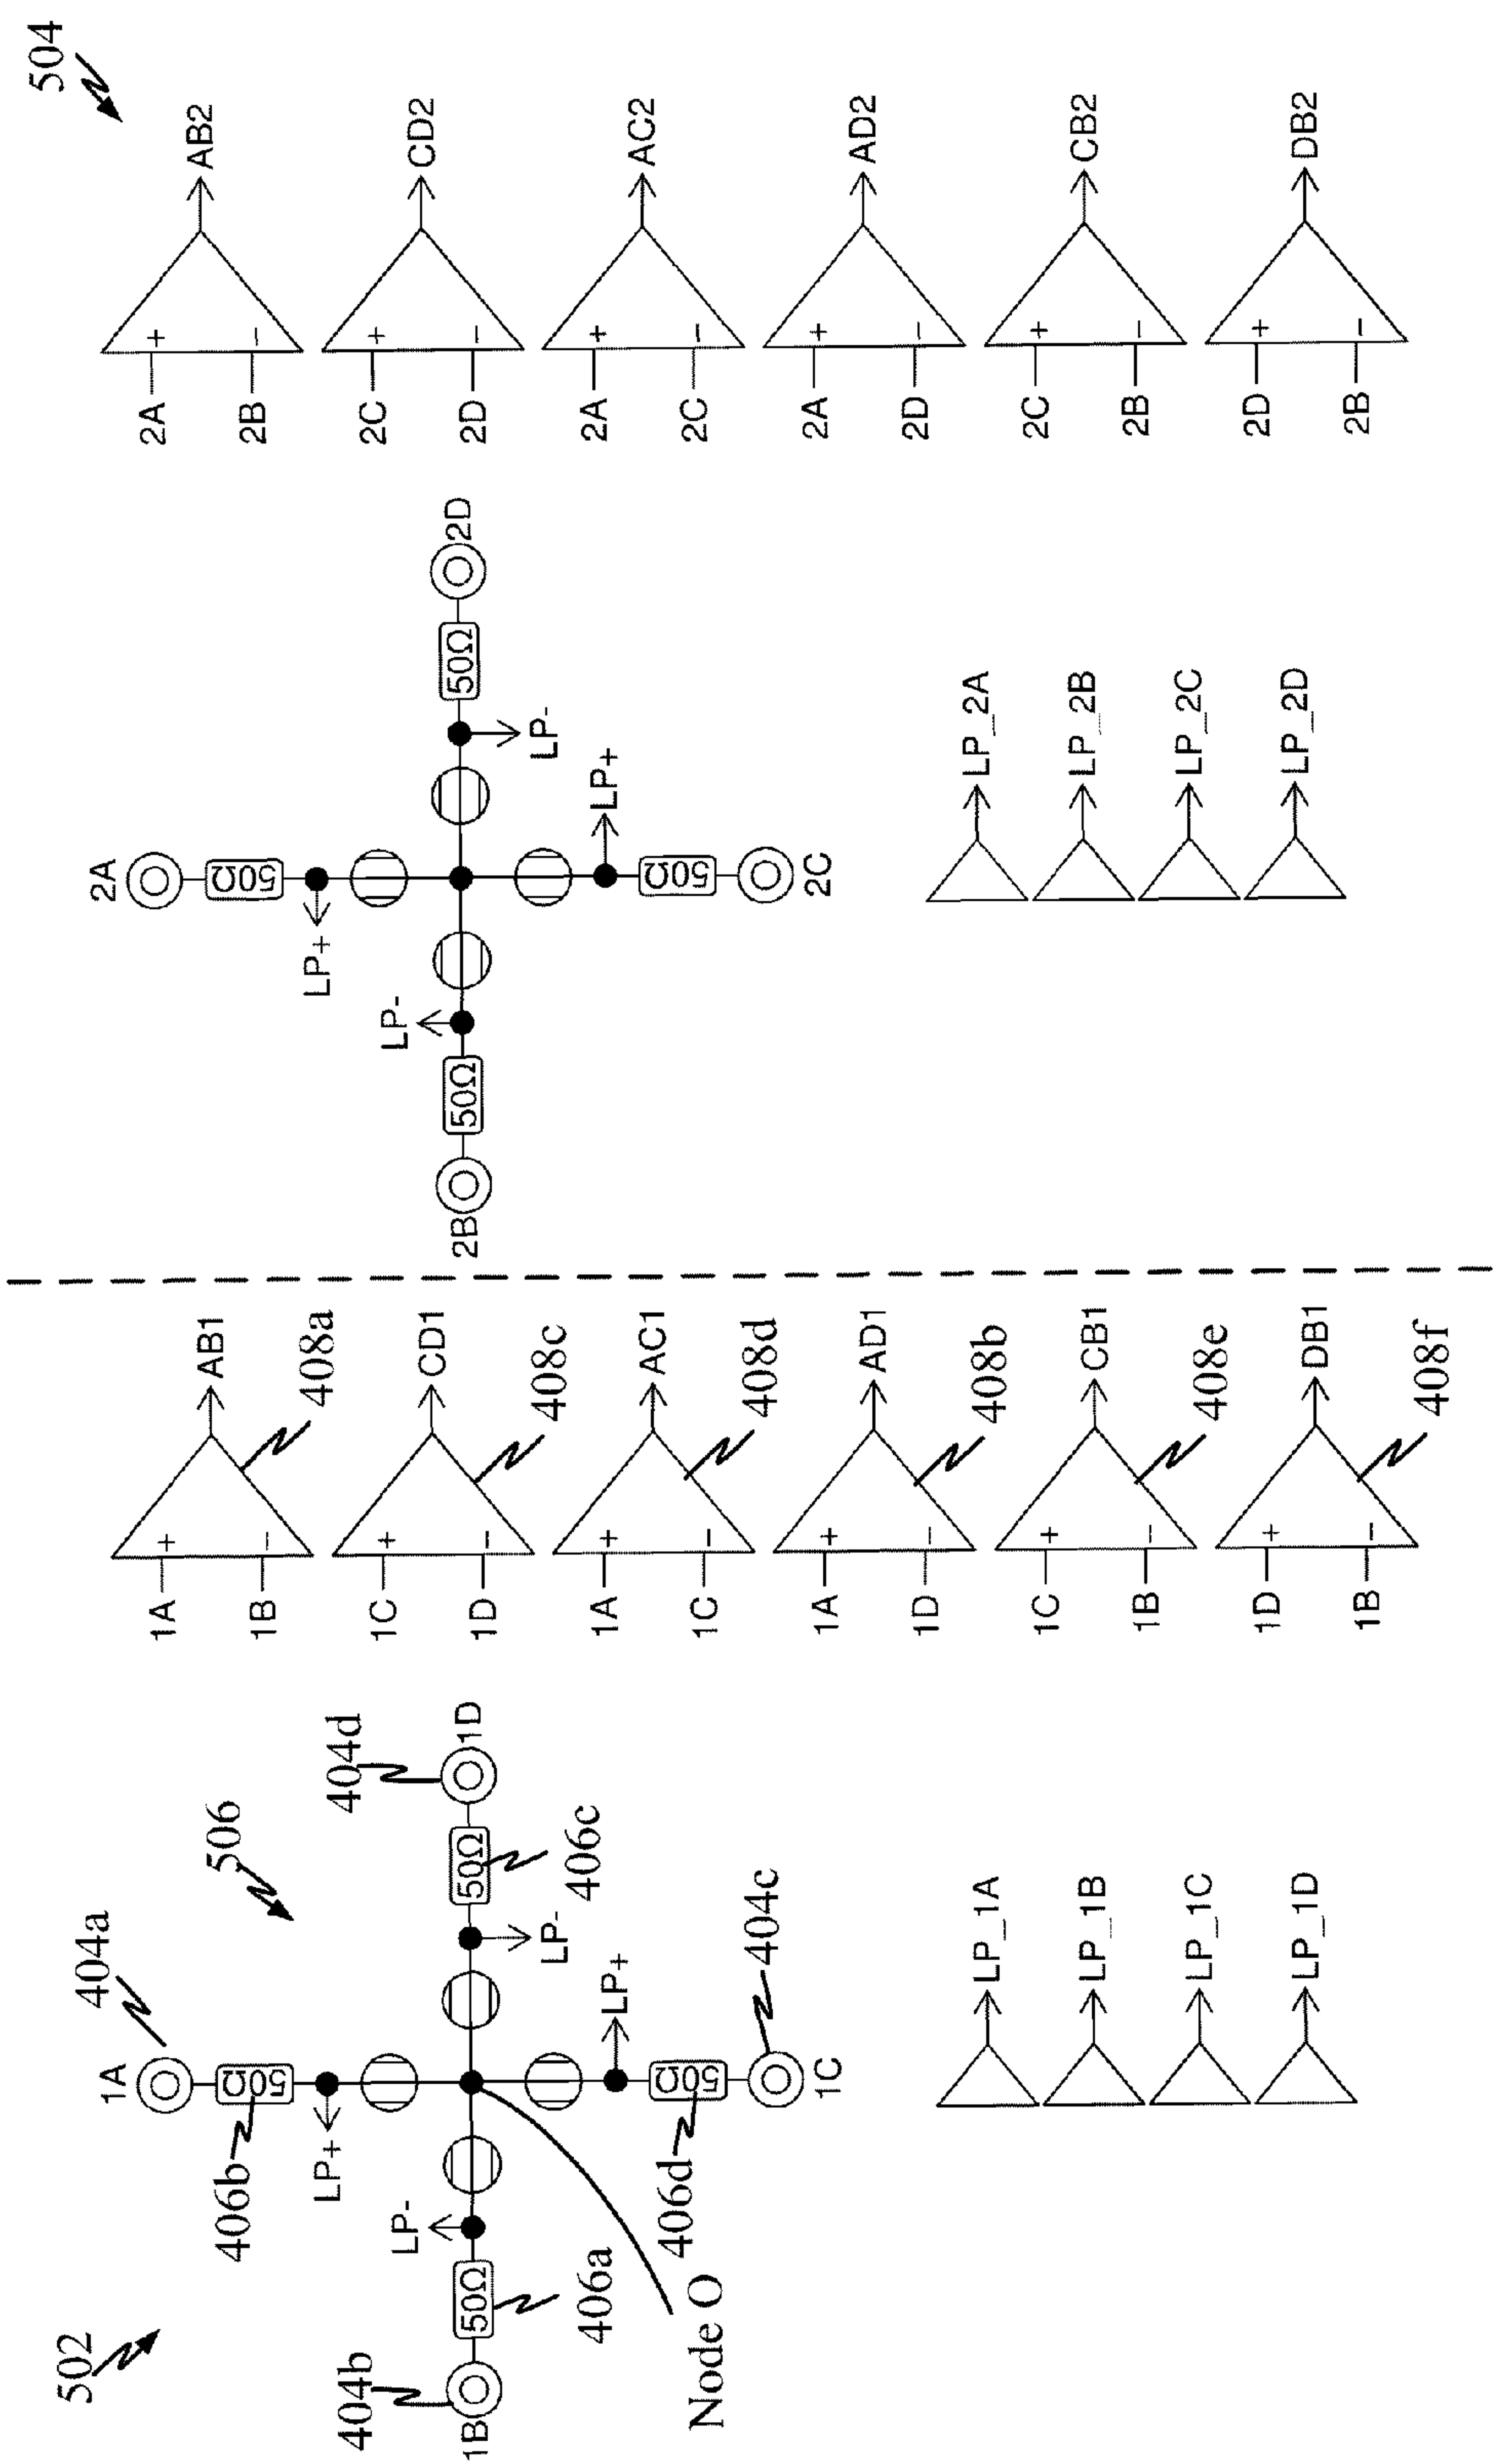 502
506
404a
1A
50Ω
406b
LP+
404b
1B
50Ω
406a
LP-
Node O
LP-
50Ω
406c
404d
1D
LP+
50Ω
406d
404c
1C
LP_1A
LP_1B
LP_1C
LP_1D
1A + AB1
1B - 408a
1C + CD1
1D - 408c
1A + AC1
1C - 408d
1A + AD1
1D - 408b
1C + CB1
1B - 408e
1D + DB1
1B - 408f
504
2A
50Ω
LP+
2B
50Ω
LP-
LP-
50Ω
2D
LP+
50Ω
2C
LP_2A
LP_2B
LP_2C
LP_2D
2A + AB2
2B -
2C + CD2
2D -
2A + AC2
2C -
2A + AD2
2D -
2C + CB2
2B -
2D + DB2
2B -